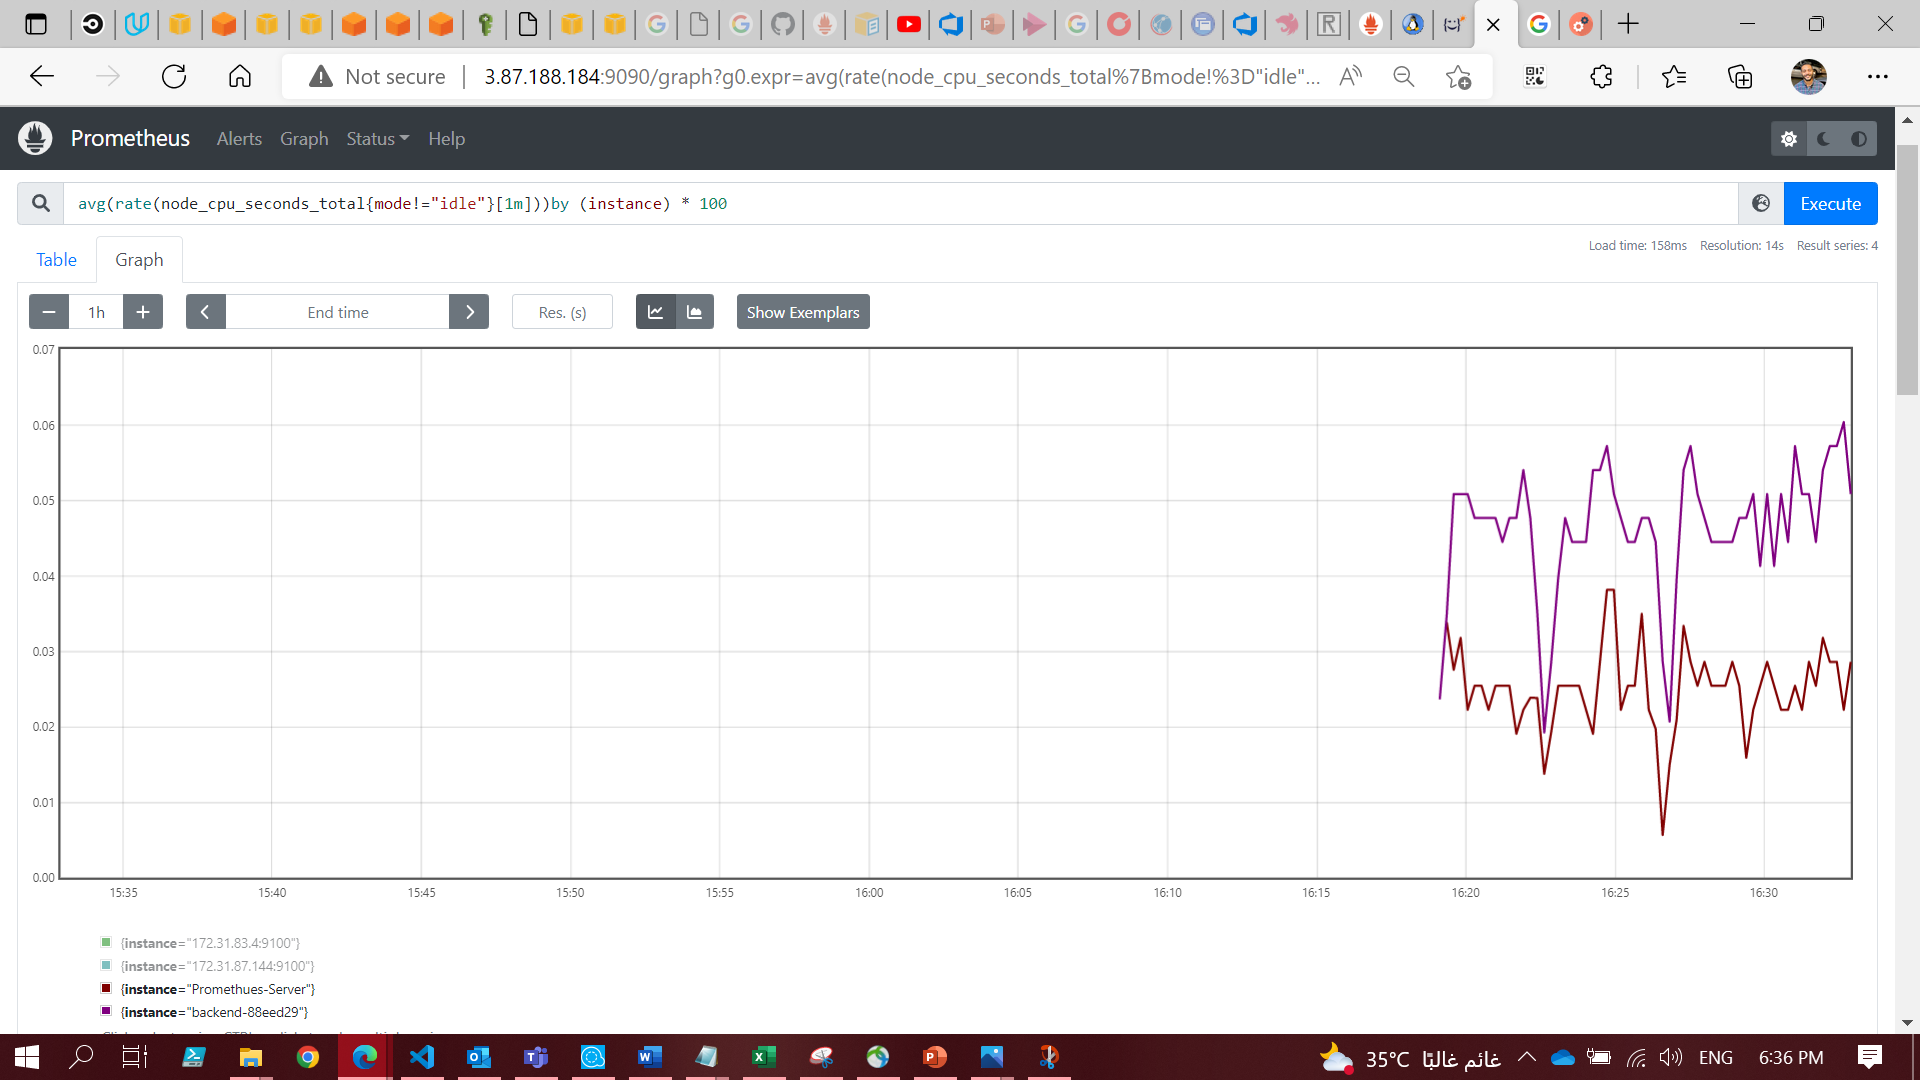 Not secure
3.87.188.184:9090/graph?g0.expr=avg(rate(node_cpu_seconds_total%7Bmode!%3D"idle"...
Prometheus
Alerts
Graph
Status
Help
avg(rate(node_cpu_seconds_total{mode!="idle"}[1m]))by (instance) * 100
Execute
Table
Graph
Load time: 158ms
Resolution: 14s
Result series: 4
1h
End time
Res. (s)
Show Exemplars
0.07
0.06
0.05
0.04
0.03
0.02
0.01
0.00
15:35
15:40
15:45
15:50
15:55
16:00
16:05
16:10
16:15
16:20
16:25
16:30
{instance="172.31.83.4:9100"}
{instance="172.31.87.144:9100"}
{instance="Promethues-Server"}
{instance="backend-88eed29"}
35°C غائم غالبًا
ENG
6:36 PM